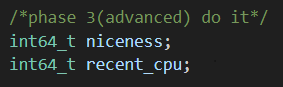 /*phase 3(advanced) do it*/
int64_t niceness;
int64_t recent_cpu;